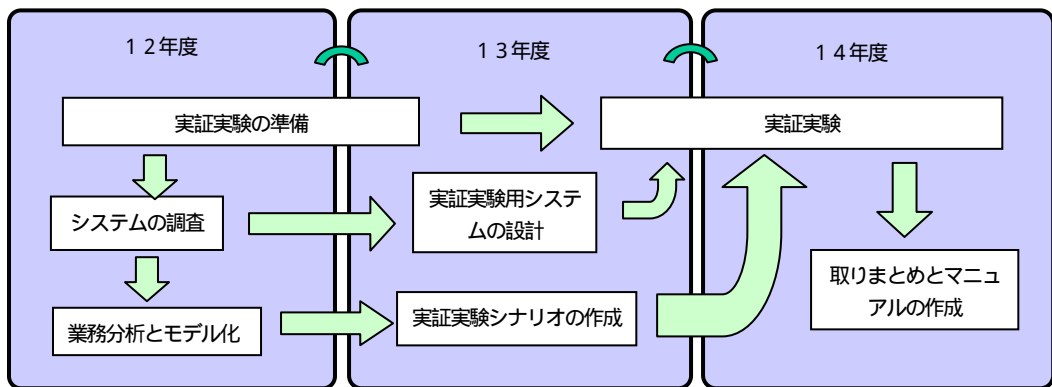 １２年度
１３年度
１４年度
実証実験の準備
実証実験
システムの調査
実証実験用システ
ムの設計
取りまとめとマニュ
アルの作成
業務分析とモデル化
実証実験シナリオの作成